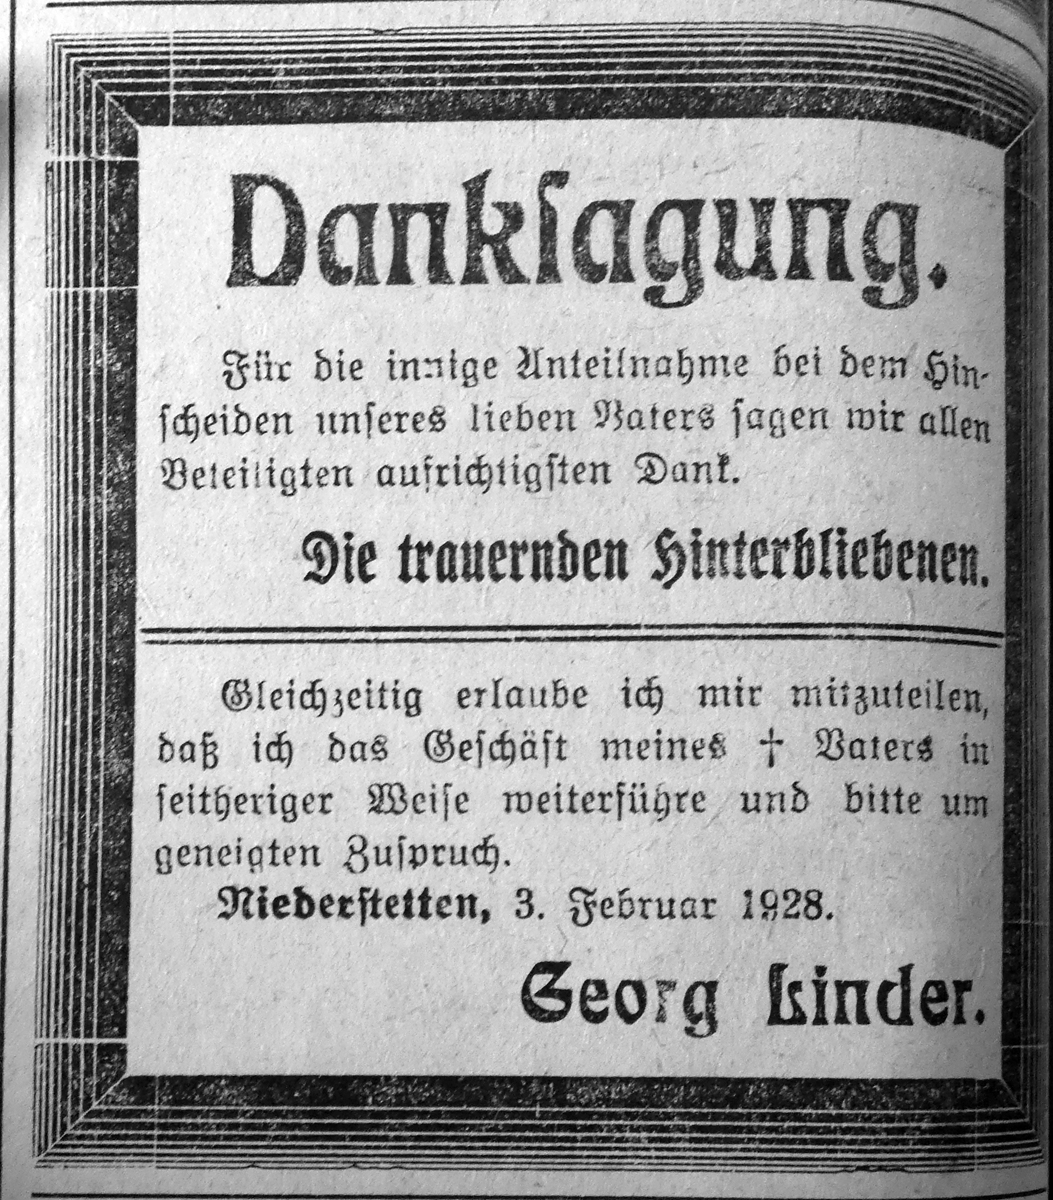 Dankſagung.
Für die innige Anteilnahme bei dem Hin-
ſcheiden unſeres lieben Vaters ſagen wir allen
Beteiligten aufrichtigſten Dank.
Die trauernden Hinterbliebenen.
Gleichzeitig erlaube ich mir mitzuteilen,
daß ich das Geſchäft meines † Vaters in
ſeitheriger Weiſe weiterführe und bitte um
geneigten Zuſpruch.
Niederſtetten, 3. Februar 1928.
Georg Linder.